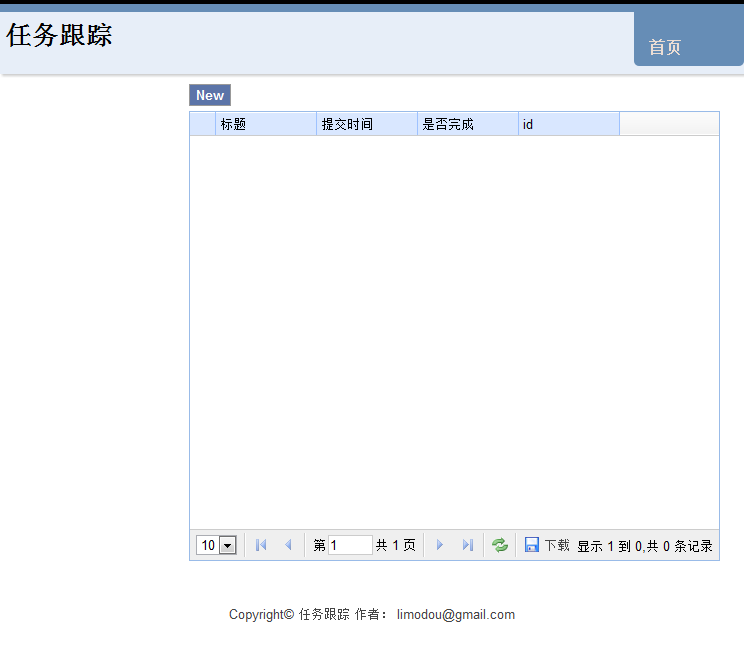 任务跟踪
首页
New
标题 提交时间 是否完成 id
10 第 1 共 1 页 下载 显示 1 到 0,共 0 条记录
Copyright© 任务跟踪 作者： limodou@gmail.com